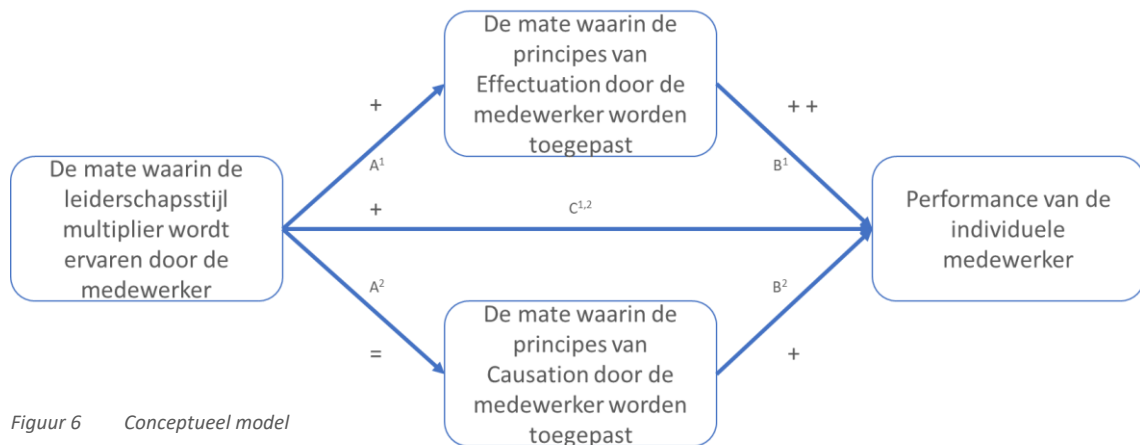 De mate waarin de
principes van
Effectuation door de
medewerker worden
toegepast
+
+ +
A1
B1
De mate waarin de
leiderschapsstijl
multiplier wordt
ervaren door de
medewerker
+
C1,2
Performance van de
individuele
medewerker
A2
B2
=
+
De mate waarin de
principes van
Causation door de
medewerker worden
toegepast
Figuur 6 Conceptueel model